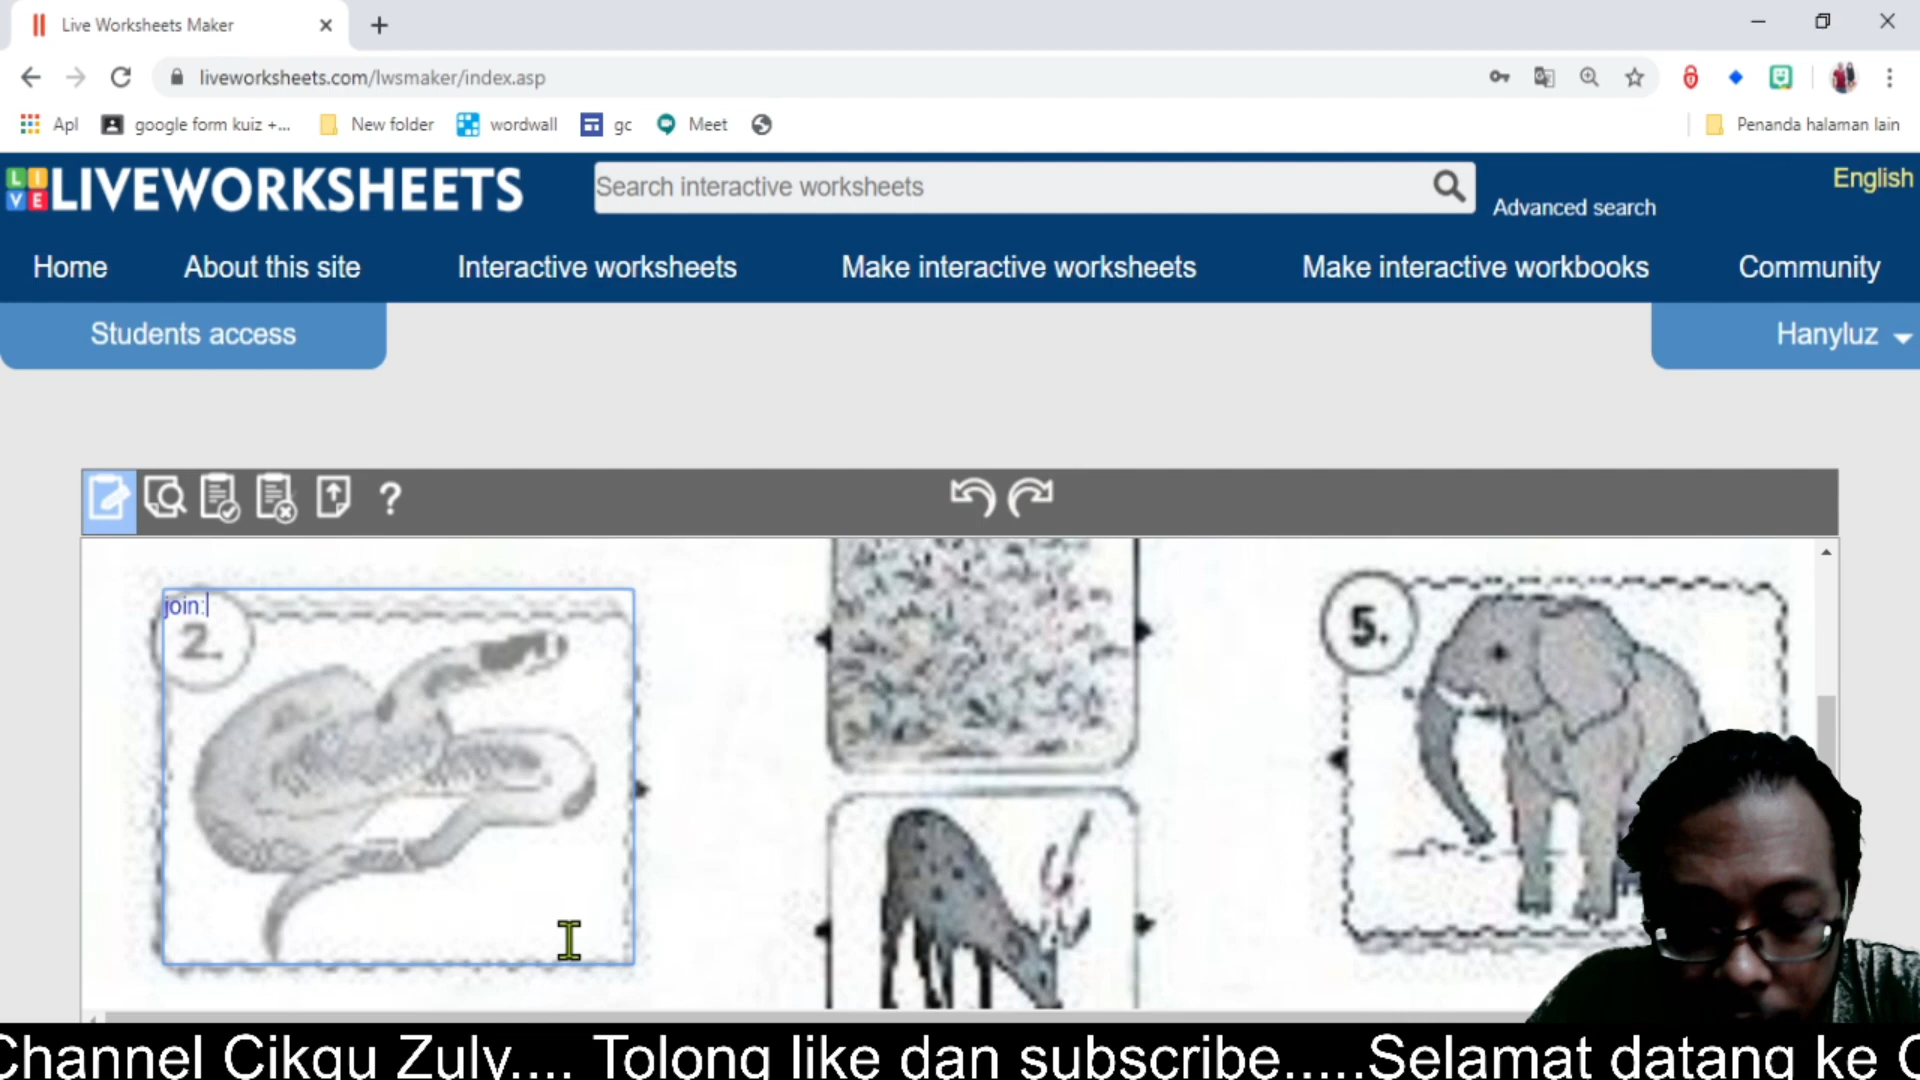 Live Worksheets Maker
liveworksheets.com/lwsmaker/index.asp
Apl google form kuiz +... New folder wordwall gc Meet Penanda halaman lain
LIVE LIVEWORKSHEETS Search interactive worksheets Advanced search English
Home About this site Interactive worksheets Make interactive worksheets Make interactive workbooks Community
Students access Hanyluz
?
join:
2.
5.
Channel Cikgu Zuly.... Tolong like dan subscribe.....Selamat datang ke C